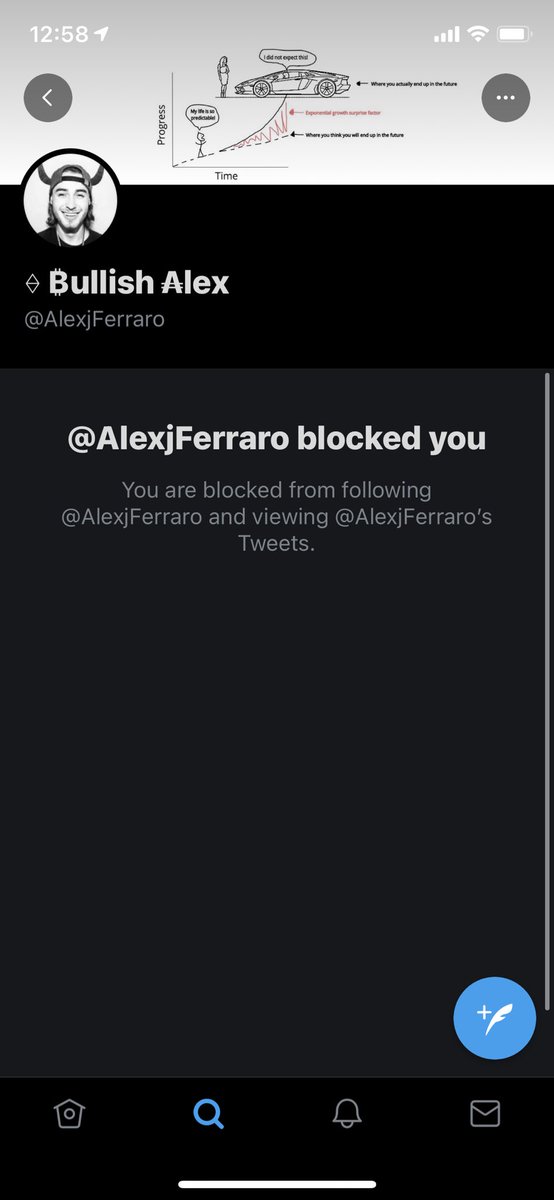 12:58
I did not expect this!
Where you actually end up in the future
My life is so
predictable!
Exponential growth surprise factor
Where you think you will end up in the future
Progress
Time
₿ullish ₳lex
@AlexjFerraro
@AlexjFerraro blocked you
You are blocked from following
@AlexjFerraro and viewing @AlexjFerraro’s
Tweets.